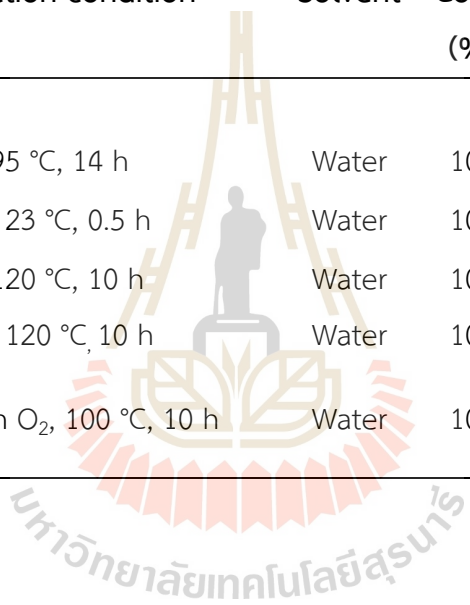 ction condition Solvent Co
(%
95 °C, 14 h Water 10
23 °C, 0.5 h Water 10
120 °C, 10 h Water 10
120 °C, 10 h Water 10
n O₂, 100 °C, 10 h Water 10
มหาวิทยาลัยเทคโนโลยีสุรนารี